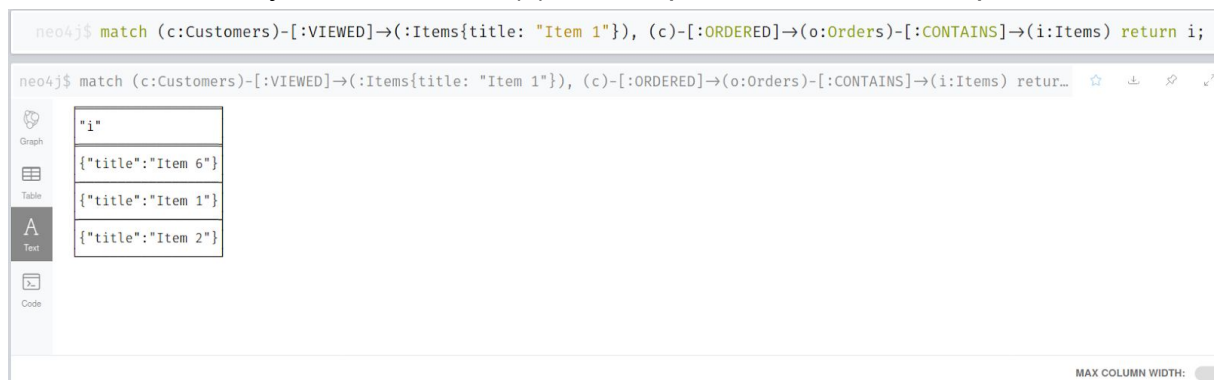 neo4j$ match (c:Customers)-[:VIEWED]→(:Items{title: "Item 1"}), (c)-[:ORDERED]→(o:Orders)-[:CONTAINS]→(i:Items) return i;
neo4j$ match (c:Customers)-[:VIEWED]→(:Items{title: "Item 1"}), (c)-[:ORDERED]→(o:Orders)-[:CONTAINS]→(i:Items) retur…
Graph
Table
A
Text
Code
"i"
{"title":"Item 6"}
{"title":"Item 1"}
{"title":"Item 2"}
MAX COLUMN WIDTH: